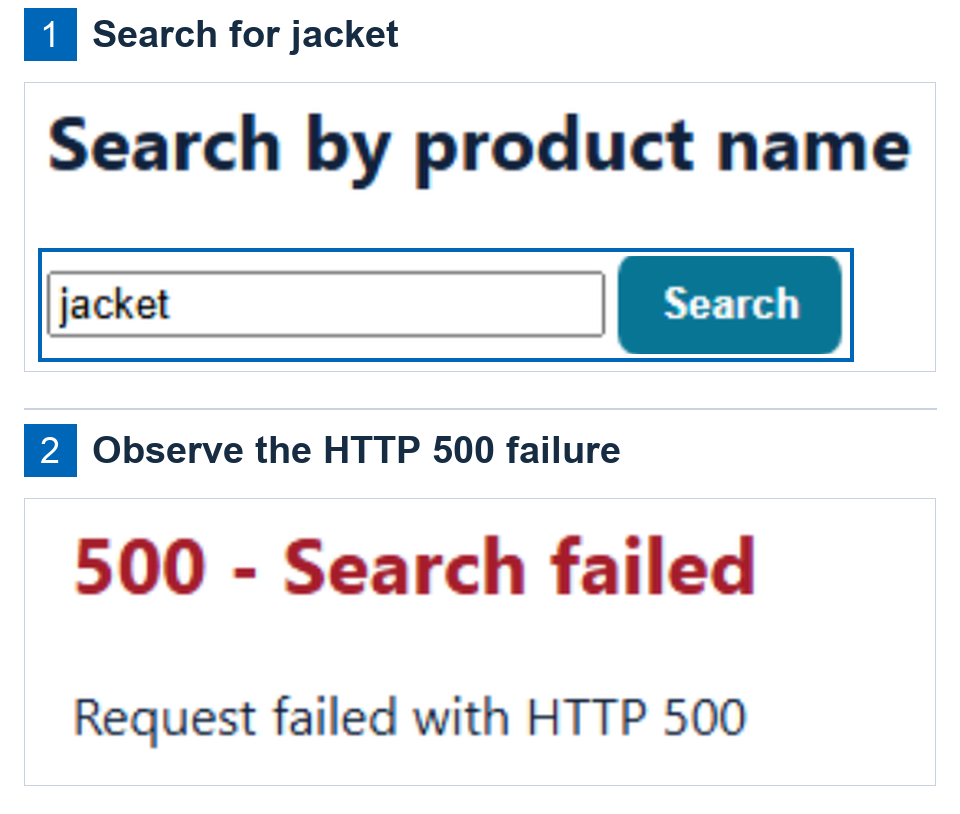 1 Search for jacket
Search by product name
jacket Search
2 Observe the HTTP 500 failure
500 - Search failed
Request failed with HTTP 500